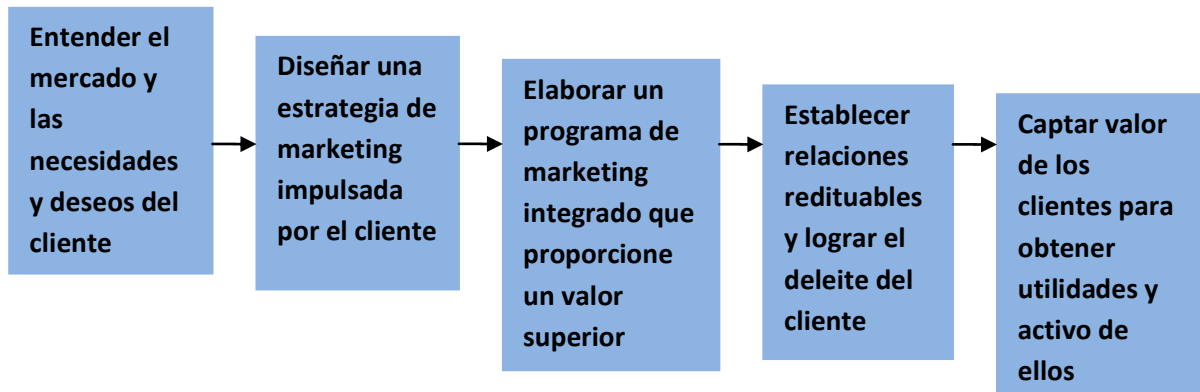 Entender el
mercado y
las
necesidades
y deseos del
cliente
Diseñar una
estrategia de
marketing
impulsada
por el cliente
Elaborar un
programa de
marketing
integrado que
proporcione
un valor
superior
Establecer
relaciones
redituables
y lograr el
deleite del
cliente
Captar valor
de los
clientes para
obtener
utilidades y
activo de
ellos